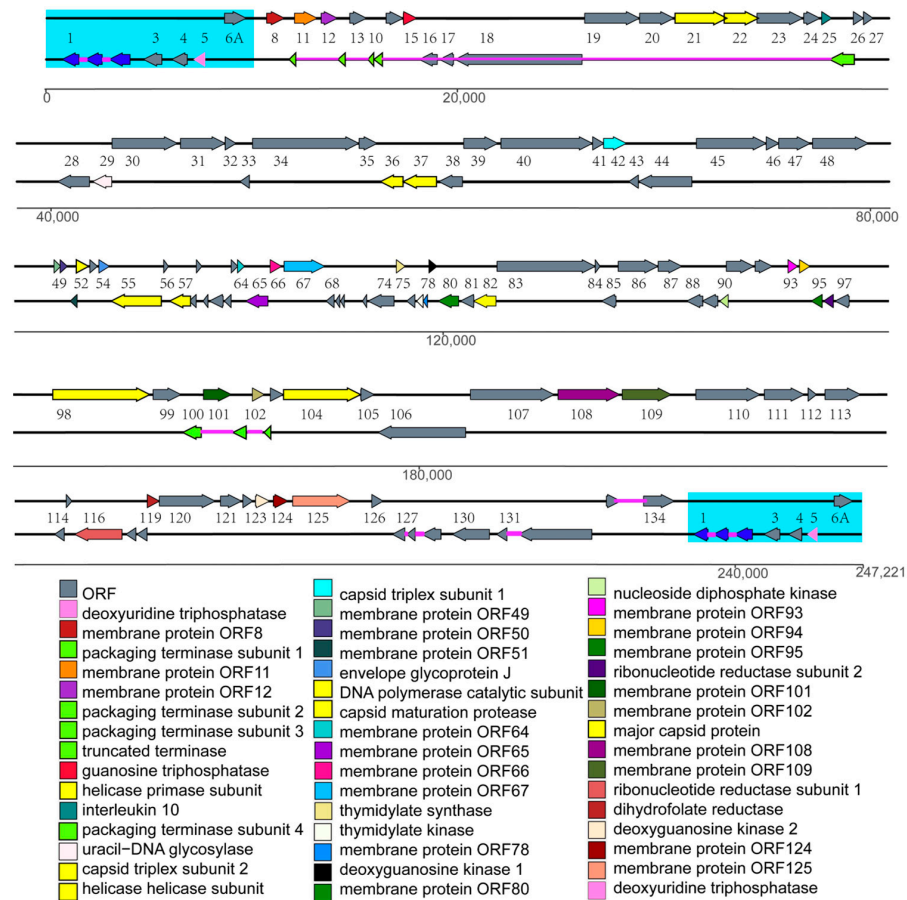 6A 8 11 12 13 10 15 19 20 21 22 23 24 25 26 27
1 3 4 5 16 17 18
0 20,000
28 29 30 31 32 33 34 35 36 37 38 39 40 41 42 43 44 45 46 47 48
40,000 80,000
49 52 54 55 56 57 64 65 66 67 68 74 75 78 80 81 82 83 84 85 86 87 88 90 93 95 97
120,000
98 99 100 101 102 104 105 106 107 108 109 110 111 112 113
180,000
114 116 119 120 121 123 124 125 126 127 130 131 134 1 3 4 5 6A
240,000 247,221
ORF
deoxyuridine triphosphatase
membrane protein ORF8
packaging terminase subunit 1
membrane protein ORF11
membrane protein ORF12
packaging terminase subunit 2
packaging terminase subunit 3
truncated terminase
guanosine triphosphatase
helicase primase subunit
interleukin 10
packaging terminase subunit 4
uracil−DNA glycosylase
capsid triplex subunit 2
helicase helicase subunit
capsid triplex subunit 1
membrane protein ORF49
membrane protein ORF50
membrane protein ORF51
envelope glycoprotein J
DNA polymerase catalytic subunit
capsid maturation protease
membrane protein ORF64
membrane protein ORF65
membrane protein ORF66
membrane protein ORF67
thymidylate synthase
thymidylate kinase
membrane protein ORF78
deoxyguanosine kinase 1
membrane protein ORF80
nucleoside diphosphate kinase
membrane protein ORF93
membrane protein ORF94
membrane protein ORF95
ribonucleotide reductase subunit 2
membrane protein ORF101
membrane protein ORF102
major capsid protein
membrane protein ORF108
membrane protein ORF109
ribonucleotide reductase subunit 1
dihydrofolate reductase
deoxyguanosine kinase 2
membrane protein ORF124
membrane protein ORF125
deoxyuridine triphosphatase